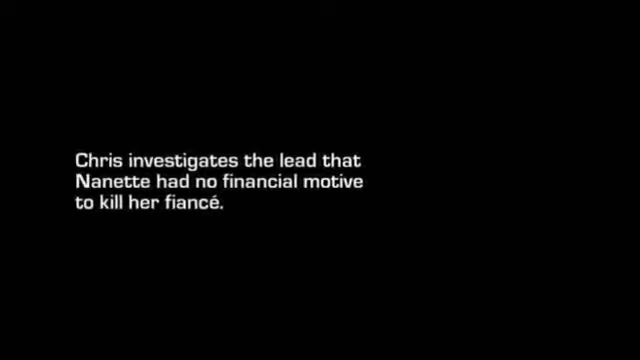 Chris investigates the lead that
Nanette had no financial motive
to kill her fiancé.